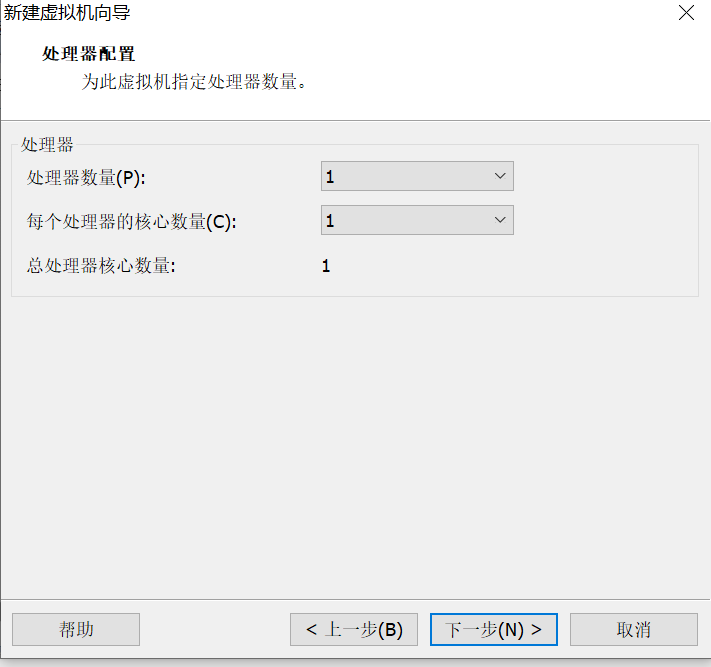 新建虚拟机向导
处理器配置
为此虚拟机指定处理器数量。
处理器
处理器数量(P): 1
每个处理器的核心数量(C): 1
总处理器核心数量: 1
帮助 < 上一步(B) 下一步(N) > 取消